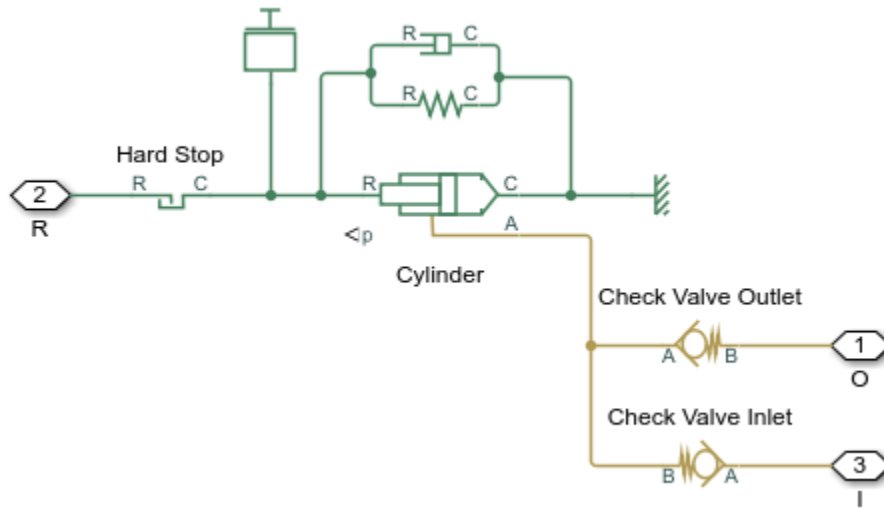 R C
R C
Hard Stop
R C
2
R
R C
<p
A
Cylinder
Check Valve Outlet
A B
1
O
Check Valve Inlet
B A
3
I